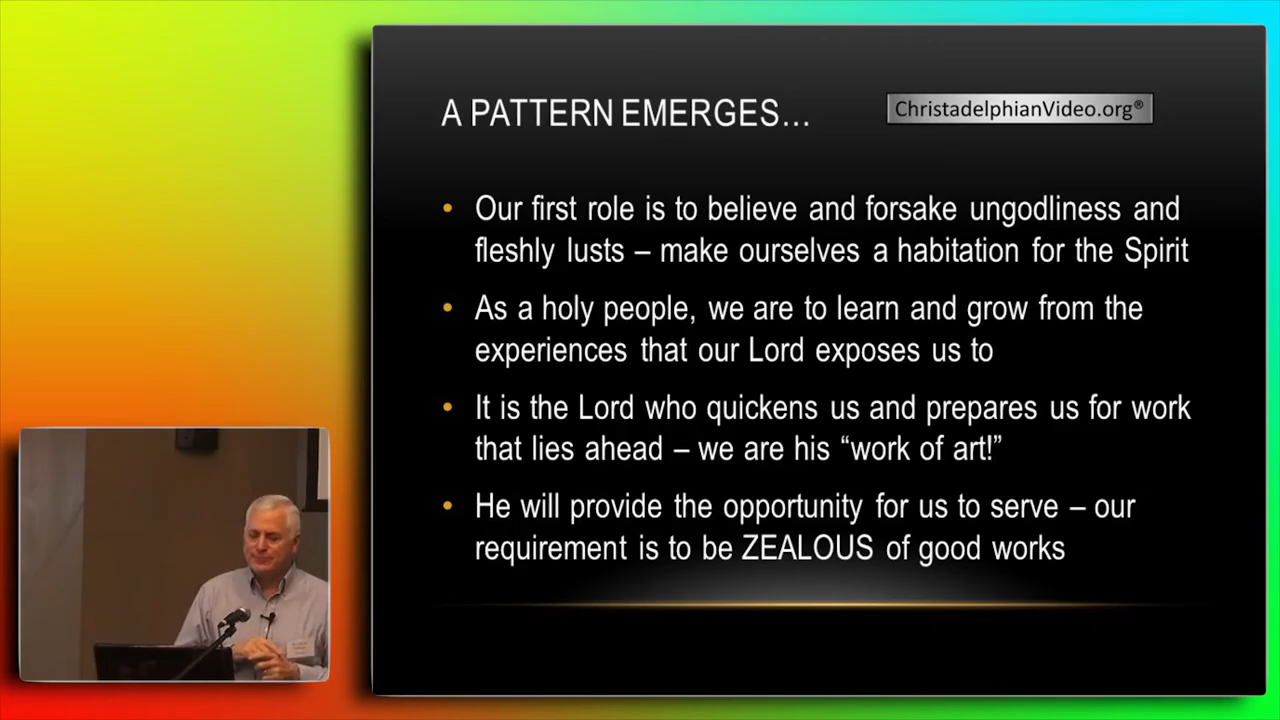 A PATTERN EMERGES…
ChristadelphianVideo.org®
• Our first role is to believe and forsake ungodliness and
fleshly lusts – make ourselves a habitation for the Spirit
• As a holy people, we are to learn and grow from the
experiences that our Lord exposes us to
• It is the Lord who quickens us and prepares us for work
that lies ahead – we are his “work of art!”
• He will provide the opportunity for us to serve – our
requirement is to be ZEALOUS of good works